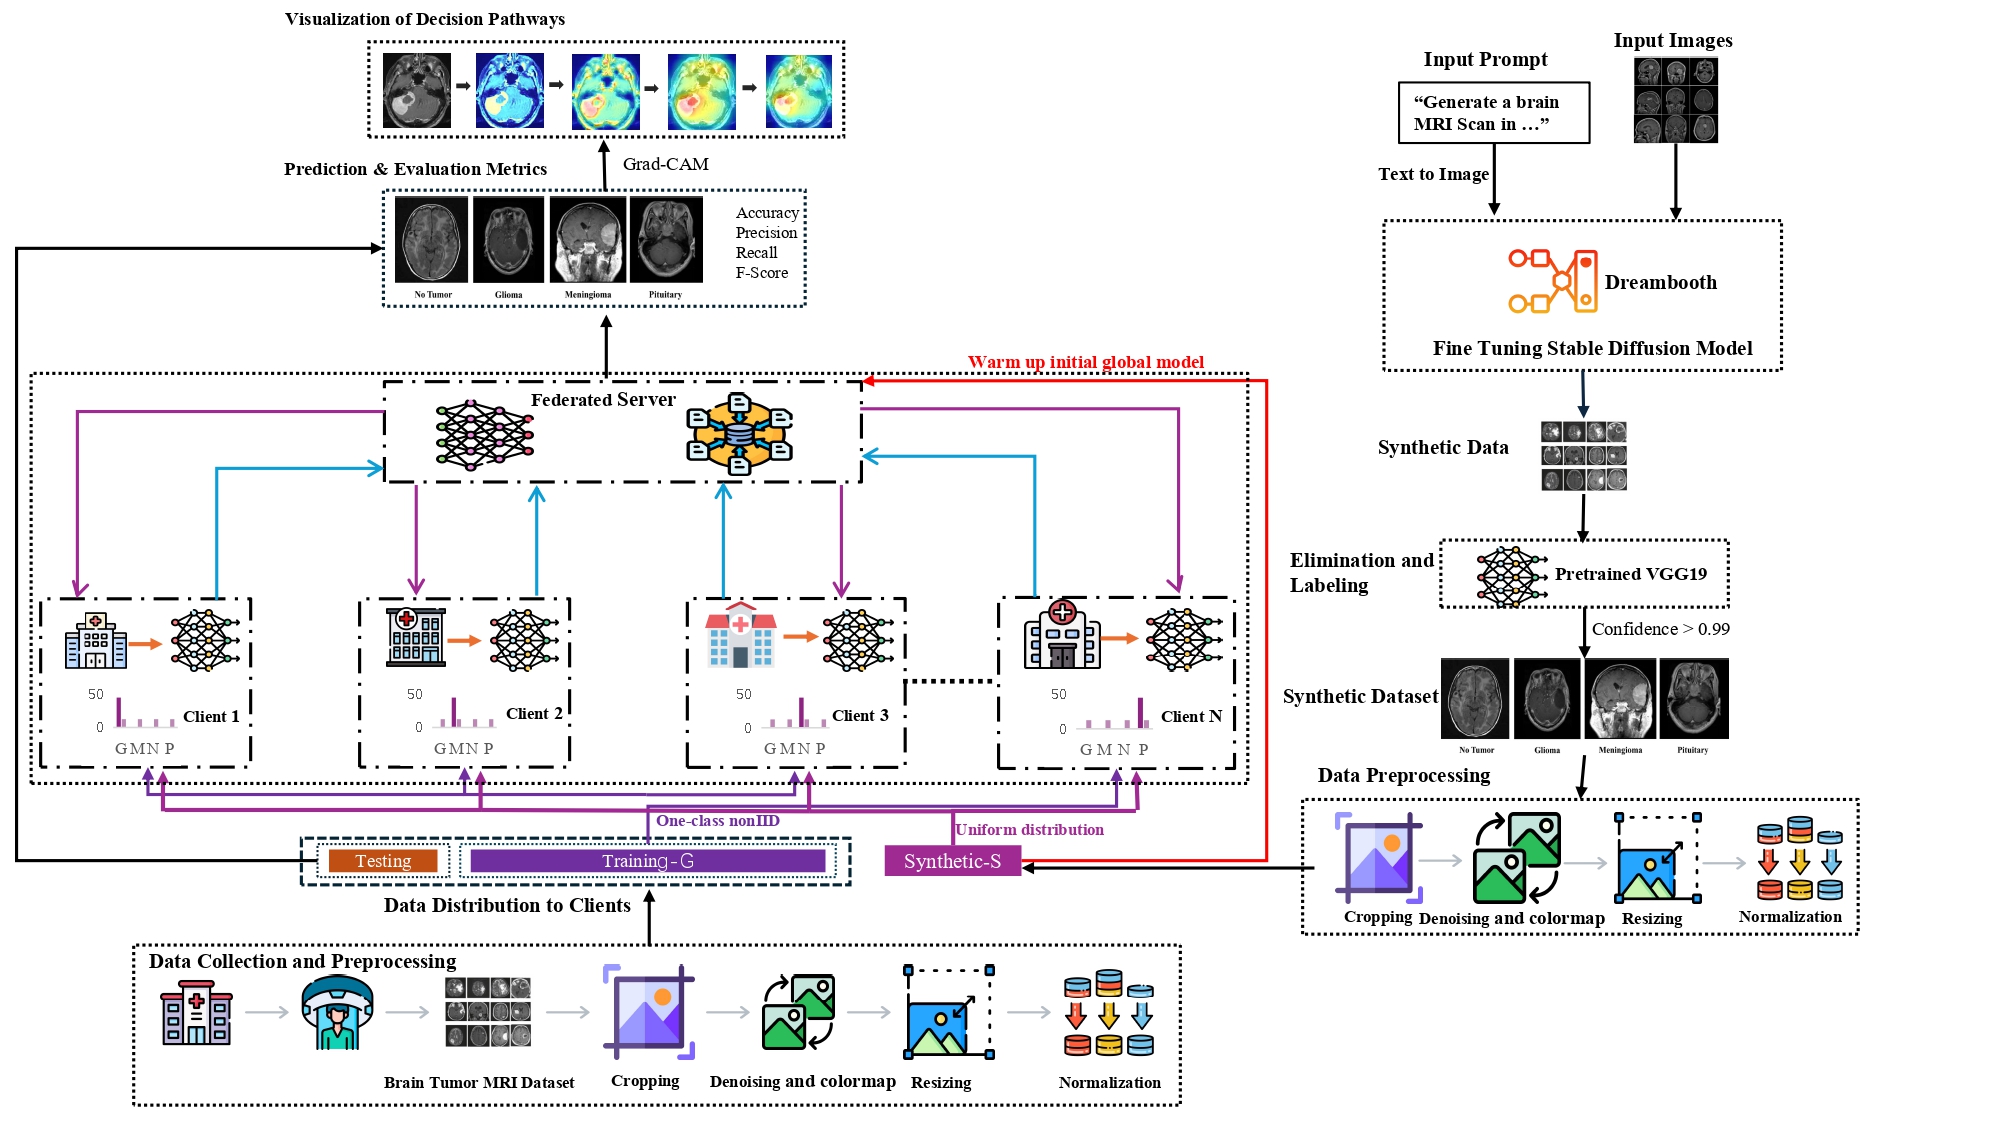 Visualization of Decision Pathways
Prediction & Evaluation Metrics
Grad-CAM
Accuracy
Precision
Recall
F-Score
No Tumor
Glioma
Meningioma
Pituitary
Input Prompt
Input Images
“Generate a brain
MRI Scan in …”
Text to Image
Dreambooth
Fine Tuning Stable Diffusion Model
Synthetic Data
Elimination and
Labeling
Pretrained VGG19
Confidence > 0.99
Synthetic Dataset
No Tumor
Glioma
Meningioma
Pituitary
Data Preprocessing
Cropping
Denoising and colormap
Resizing
Normalization
Warm up initial global model
Federated Server
50
0
G M N P
Client 1
50
0
G M N P
Client 2
50
0
G M N P
Client 3
50
0
G M N P
Client N
One-class nonIID
Uniform distribution
Testing
Training-G
Synthetic-S
Data Distribution to Clients
Data Collection and Preprocessing
Brain Tumor MRI Dataset
Cropping
Denoising and colormap
Resizing
Normalization